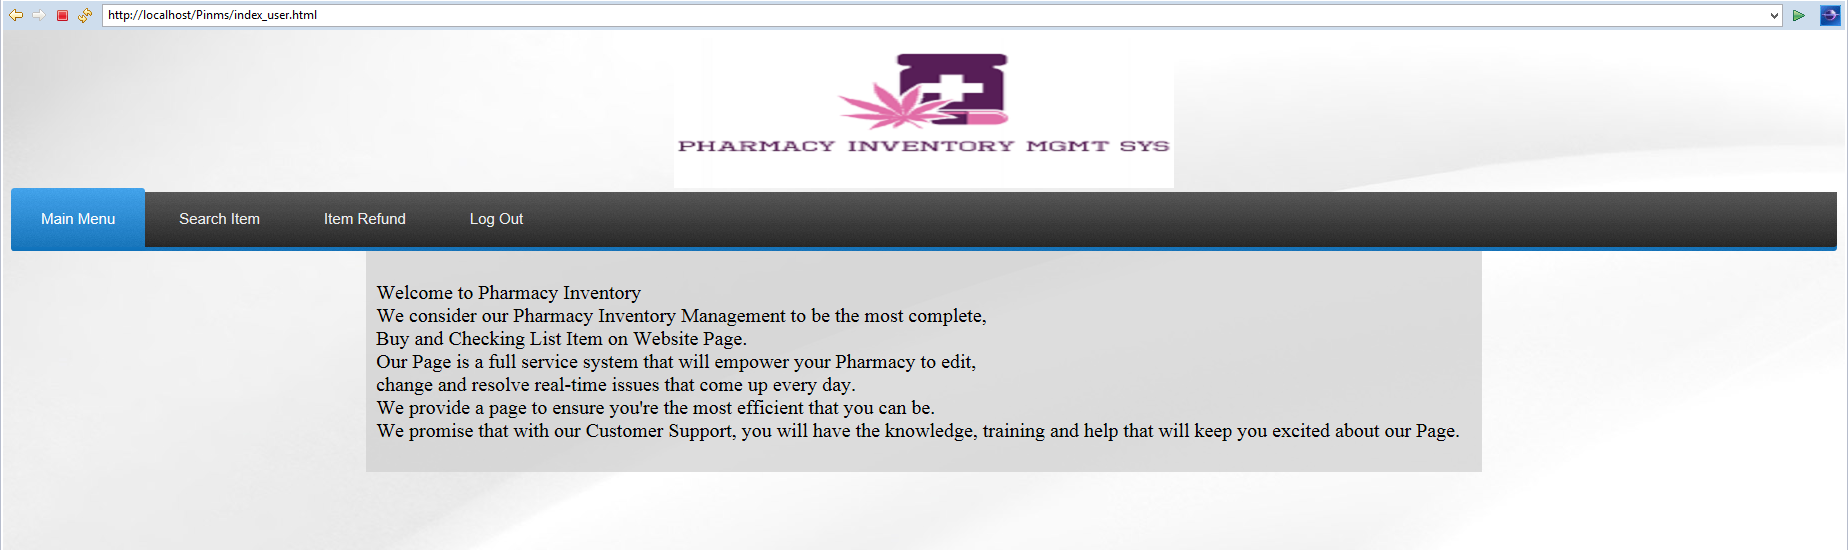 http://localhost/Pinms/index_user.html
PHARMACY INVENTORY MGMT SYS
Main Menu Search Item Item Refund Log Out
Welcome to Pharmacy Inventory
We consider our Pharmacy Inventory Management to be the most complete,
Buy and Checking List Item on Website Page.
Our Page is a full service system that will empower your Pharmacy to edit,
change and resolve real-time issues that come up every day.
We provide a page to ensure you're the most efficient that you can be.
We promise that with our Customer Support, you will have the knowledge, training and help that will keep you excited about our Page.